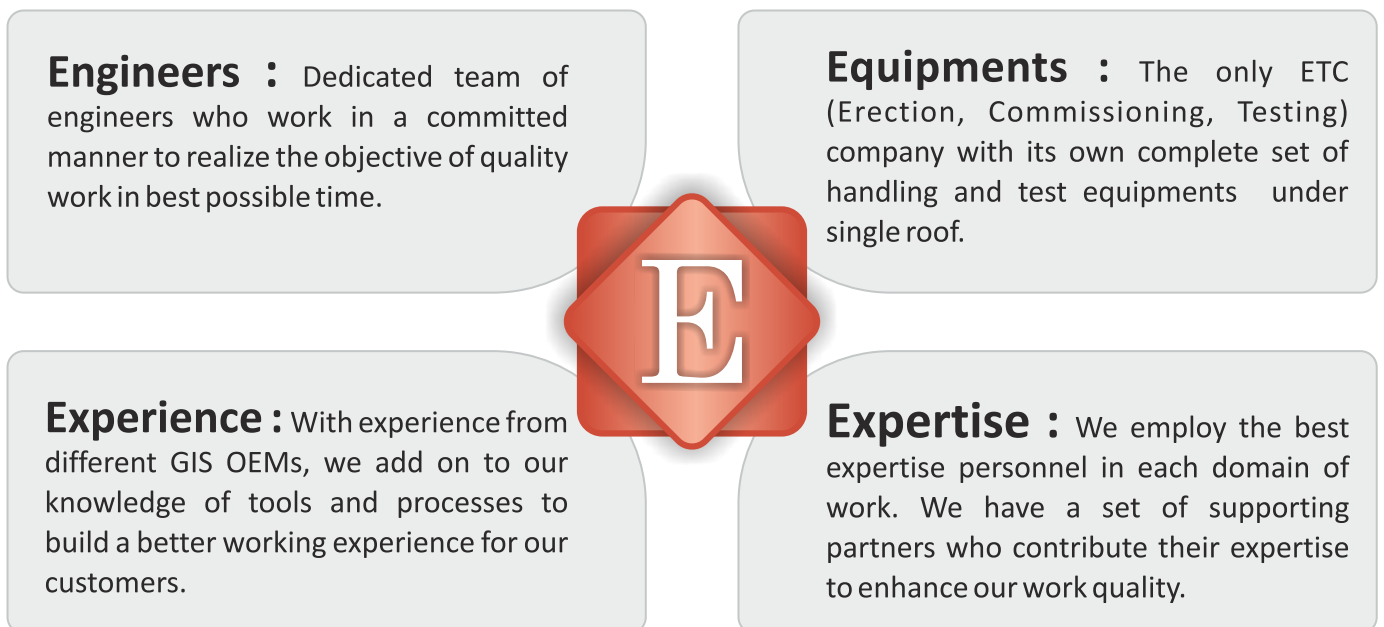 Engineers : Dedicated team of
engineers who work in a committed
manner to realize the objective of quality
work in best possible time.
Equipments : The only ETC
(Erection, Commissioning, Testing)
company with its own complete set of
handling and test equipments under
single roof.
E
Experience : With experience from
different GIS OEMs, we add on to our
knowledge of tools and processes to
build a better working experience for our
customers.
Expertise : We employ the best
expertise personnel in each domain of
work. We have a set of supporting
partners who contribute their expertise
to enhance our work quality.